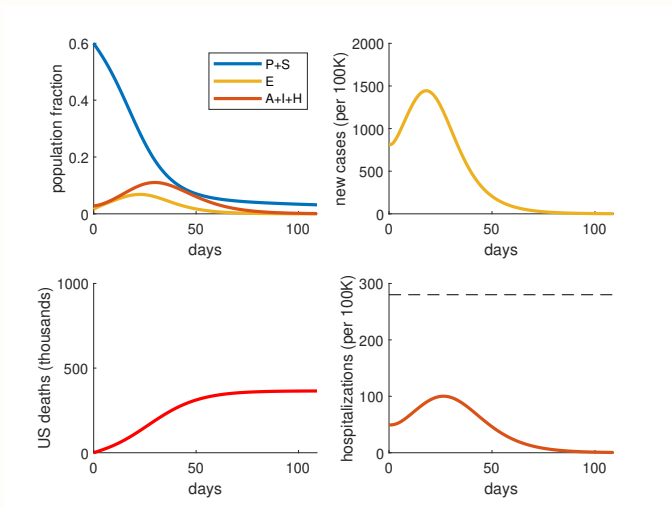 0.6
0.4
0.2
0
population fraction
P+S
E
A+I+H
0 50 100
days
2000
1500
1000
500
0
new cases (per 100K)
0 50 100
days
1000
500
0
US deaths (thousands)
0 50 100
days
300
200
100
0
hospitalizations (per 100K)
0 50 100
days